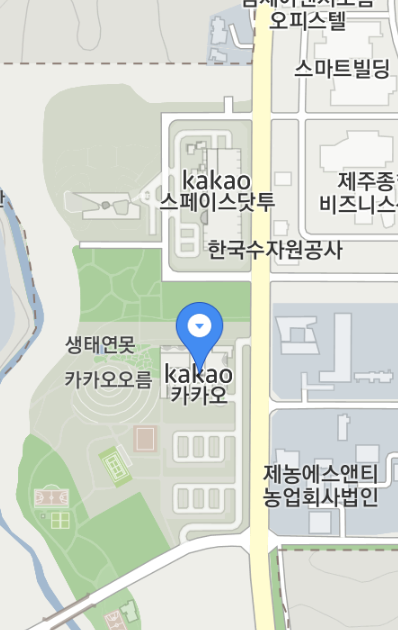 오피스텔
스마트빌딩
kakao
스페이스닷투
제주종
비즈니스
한국수자원공사
생태연못
카카오오름
kakao
카카오
제농에스앤티
농업회사법인